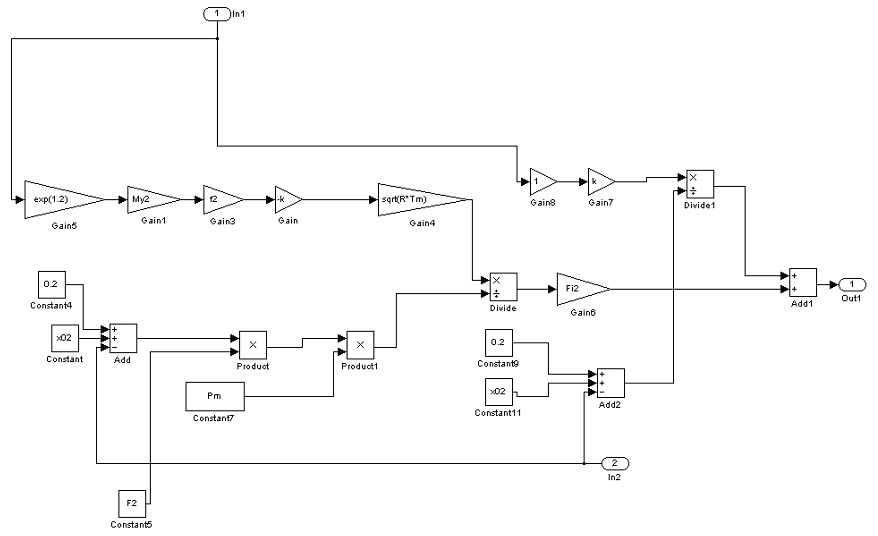 1
In1
exp(1.2)
Gain5
My2
Gain1
f2
Gain3
-k
Gain
sqrt(R*Tm)
Gain4
1
Gain8
k
Gain7
×
÷
Divide1
0.2
Constant4
x02
Constant
+
+
−
Add
×
Product
×
Product1
Pm
Constant7
×
÷
Divide
Fi2
Gain6
+
+
Add1
1
Out1
0.2
Constant9
x02
Constant11
+
+
−
Add2
2
In2
F2
Constant5